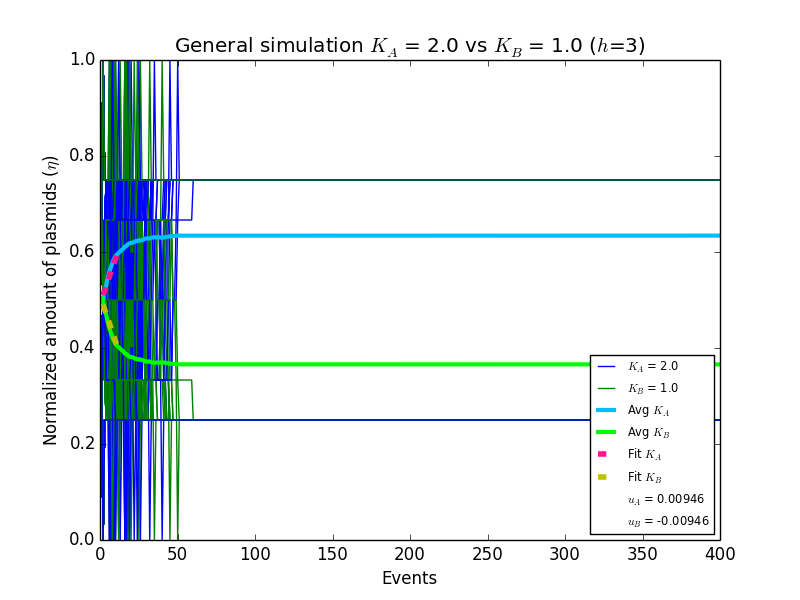 General simulation K_A = 2.0 vs K_B = 1.0 (h=3)
Normalized amount of plasmids (η)
1.0
0.8
0.6
0.4
0.2
0.0
K_A = 2.0
K_B = 1.0
Avg K_A
Avg K_B
Fit K_A
Fit K_B
u_A = 0.00946
u_B = -0.00946
0 50 100 150 200 250 300 350 400
Events